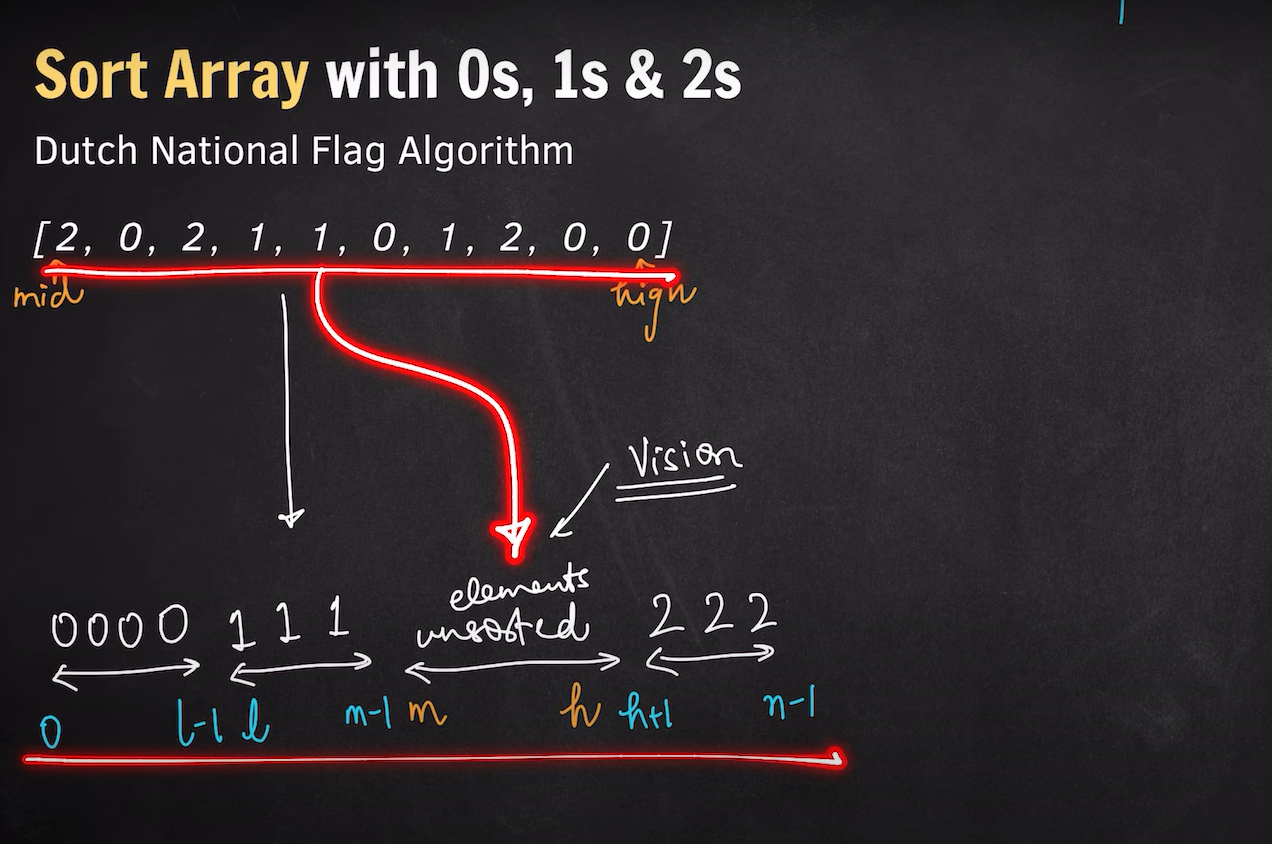 Sort Array with 0s, 1s & 2s
Dutch National Flag Algorithm
[2, 0, 2, 1, 1, 0, 1, 2, 0, 0]
mid high
Vision
elements
0000 1 1 1 unsorted 2 2 2
0 l-1 l m-1 m h h+1 n-1